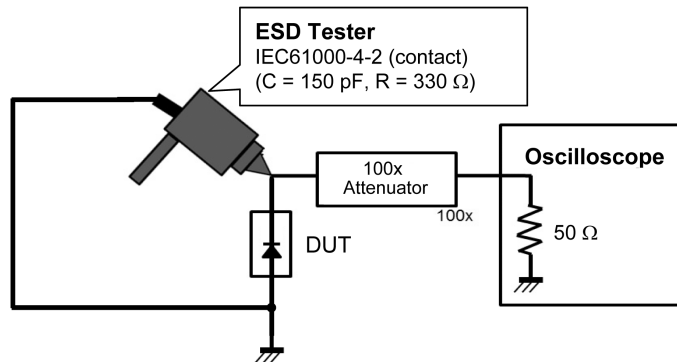 ESD Tester
IEC61000-4-2 (contact)
(C = 150 pF, R = 330 Ω)
100x
Attenuator
100x
Oscilloscope
50 Ω
DUT